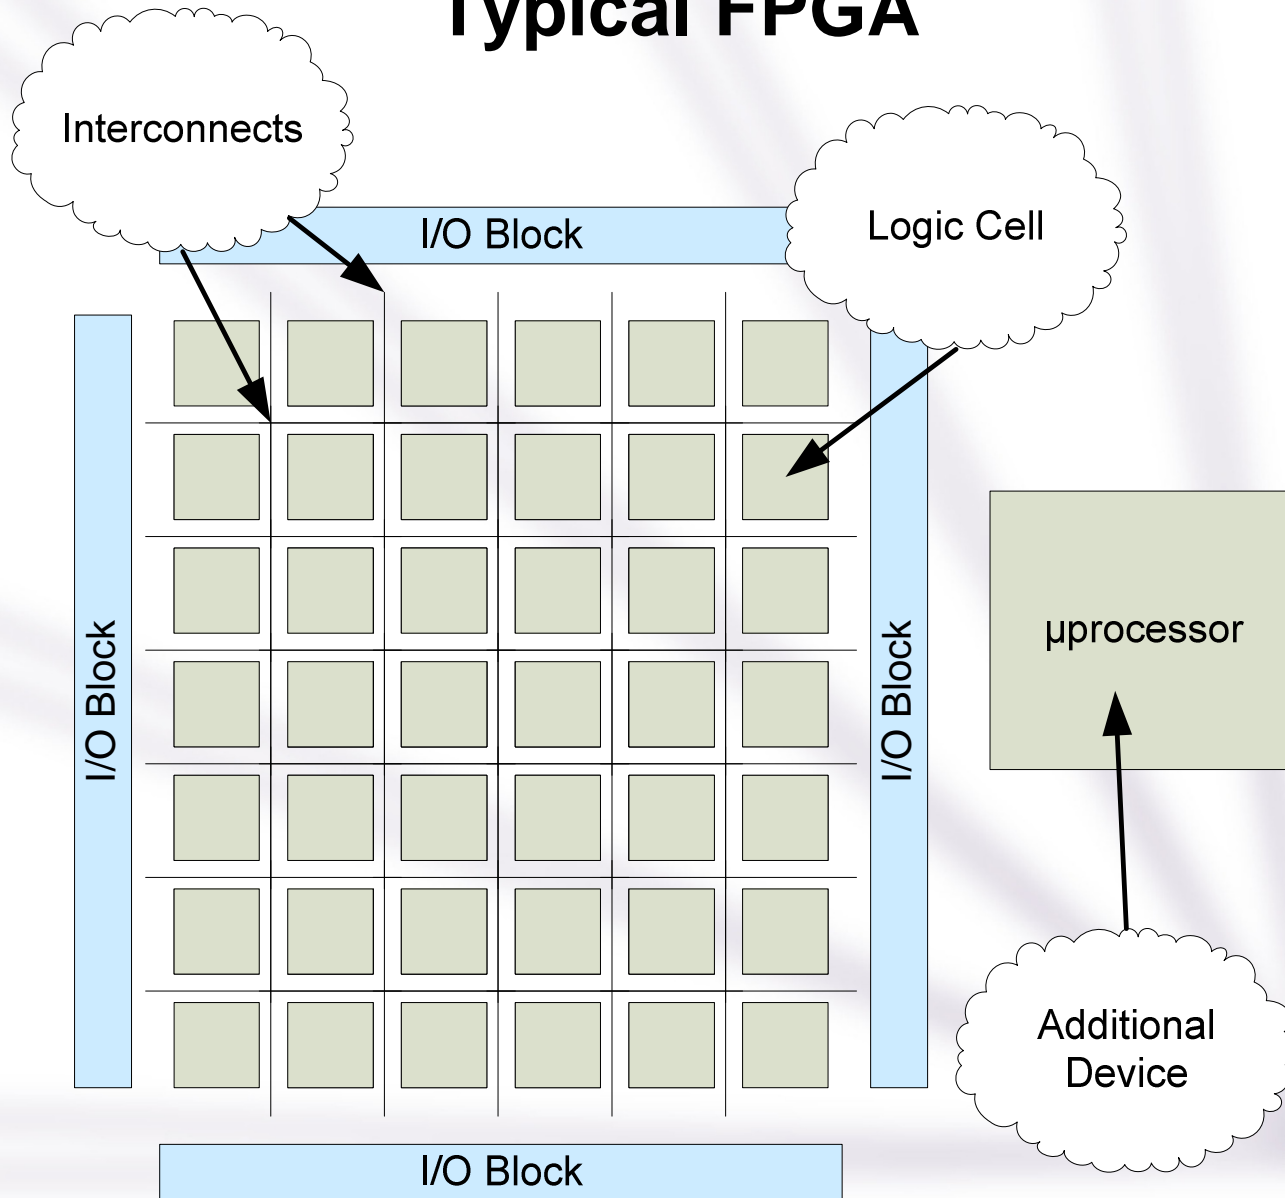 Typical FPGA
Interconnects
Logic Cell
I/O Block
I/O Block
I/O Block
µprocessor
Additional
Device
I/O Block